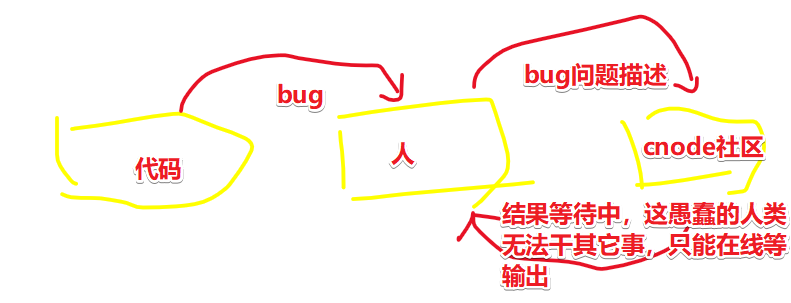 bug
bug问题描述
代码
人
cnode社区
结果等待中，这愚蠢的人类
无法干其它事，只能在线等
输出